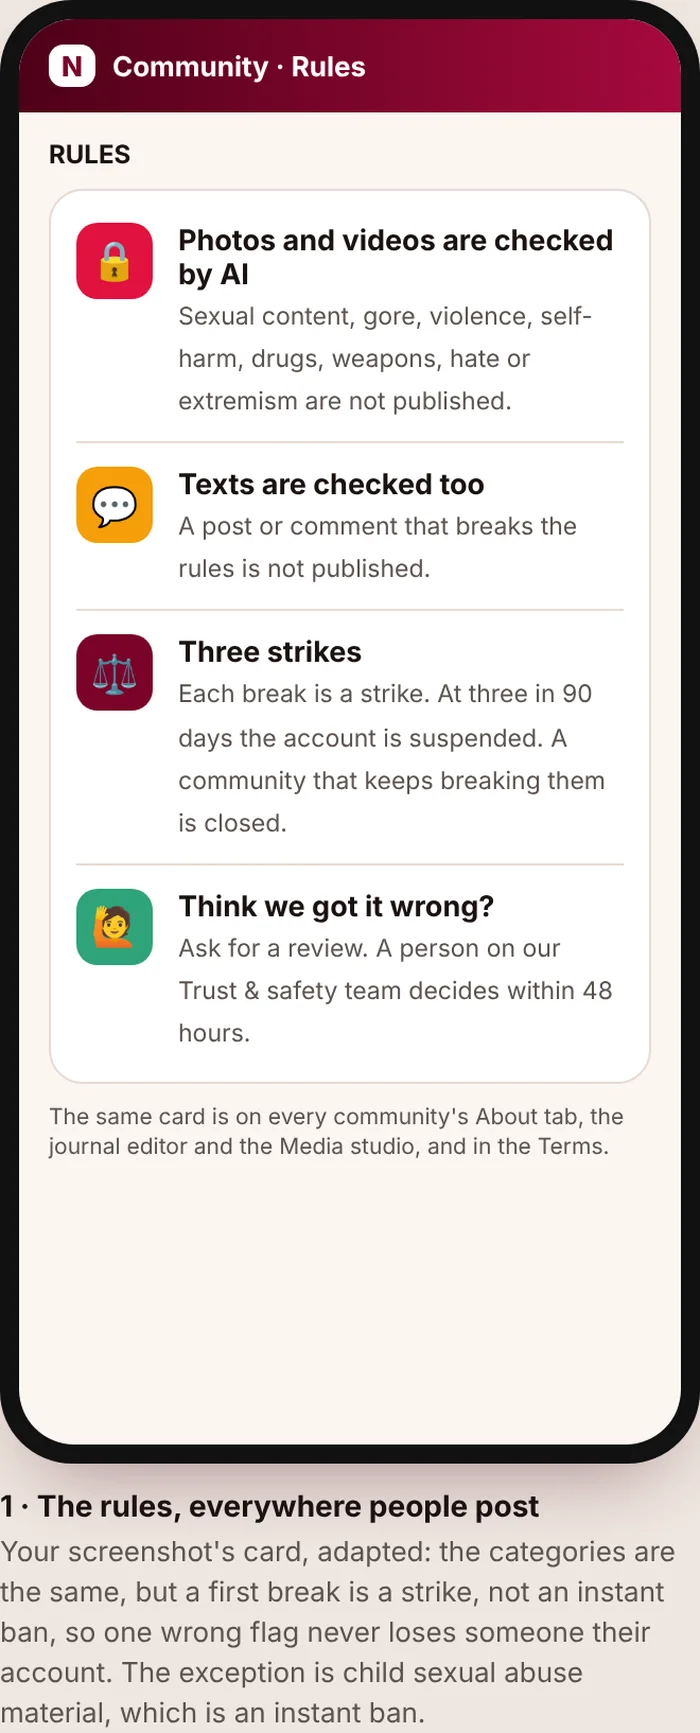 N
Community · Rules
RULES
Photos and videos are checked
by AI
Sexual content, gore, violence, self-
harm, drugs, weapons, hate or
extremism are not published.
Texts are checked too
A post or comment that breaks the
rules is not published.
Three strikes
Each break is a strike. At three in 90
days the account is suspended. A
community that keeps breaking them
is closed.
Think we got it wrong?
Ask for a review. A person on our
Trust & safety team decides within 48
hours.
The same card is on every community's About tab, the
journal editor and the Media studio, and in the Terms.
1 · The rules, everywhere people post
Your screenshot's card, adapted: the categories are
the same, but a first break is a strike, not an instant
ban, so one wrong flag never loses someone their
account. The exception is child sexual abuse
material, which is an instant ban.